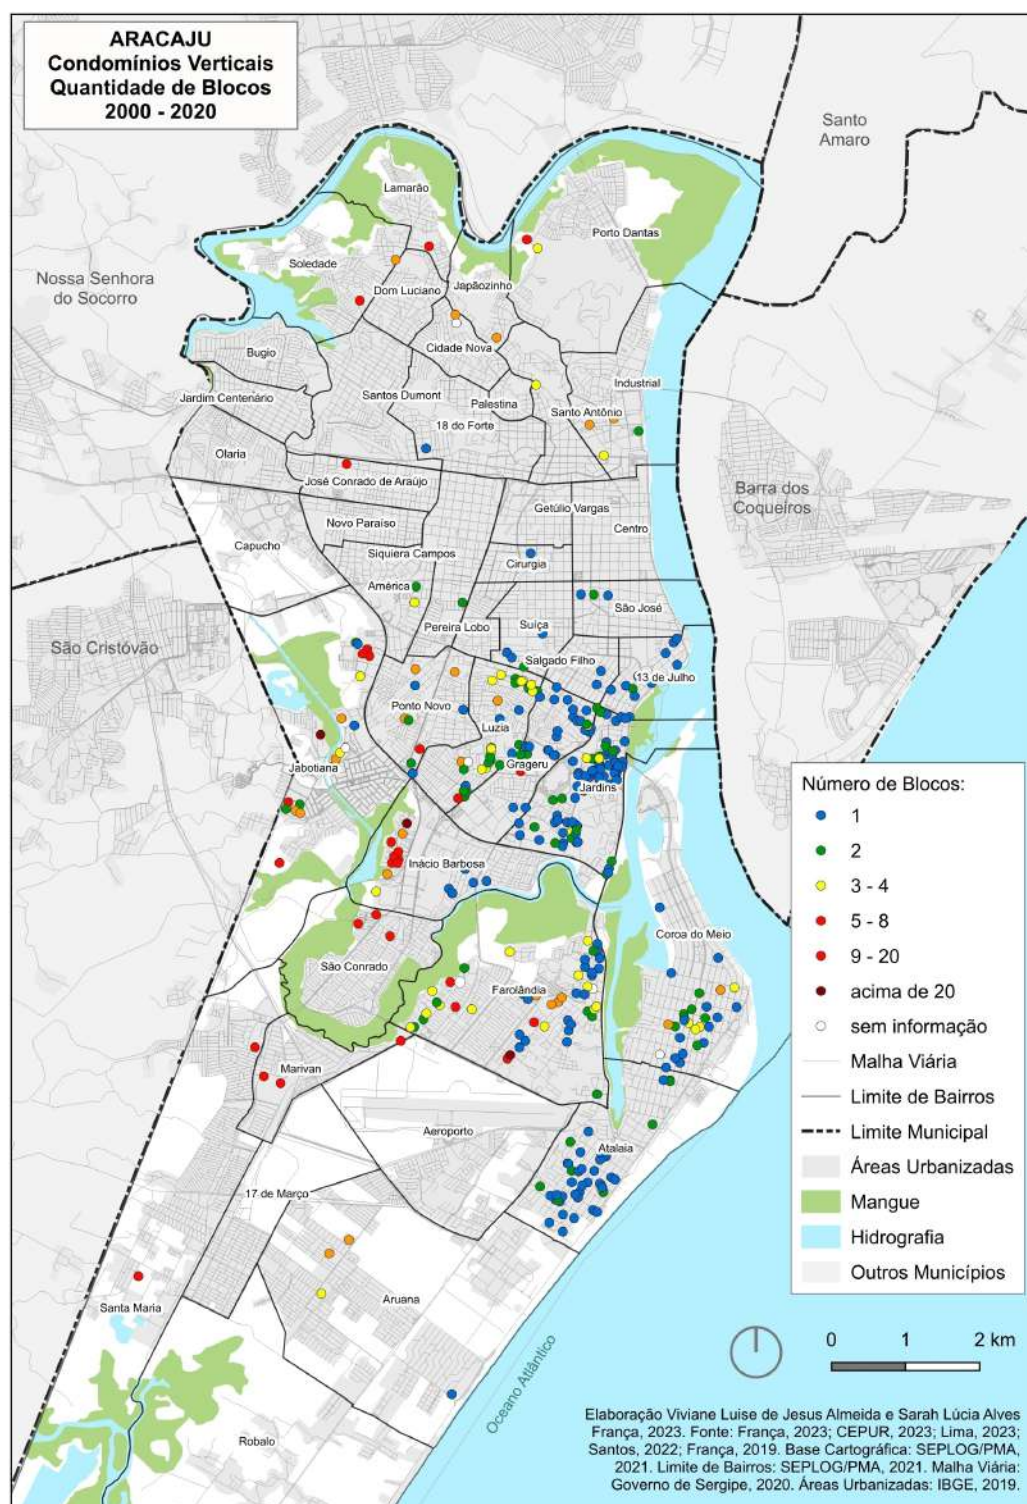 ARACAJU
Condomínios Verticais
Quantidade de Blocos
2000 - 2020
Santo
Amaro
Lamarão
Porto Dantas
Soledade
Nossa Senhora
do Socorro
Dom Luciano
Japãozinho
Cidade Nova
Bugio
Industrial
Jardim Centenário
Santos Dumont
Palestina
Santo Antônio
18 do Forte
Olaria
José Conrado de Araújo
Barra dos
Coqueiros
Getúlio Vargas
Novo Paraíso
Centro
Capucho
Siquiera Campos
Cirurgia
América
São José
Pereira Lobo
Suíça
São Cristóvão
Salgado Filho
13 de Julho
Ponto Novo
Luzia
Jabotiana
Grageru
Jardins
Inácio Barbosa
Coroa do Meio
São Conrado
Farolândia
Marivan
Aeroporto
Atalaia
17 de Março
Aruana
Santa Maria
Robalo
Oceano Atlântico
Número de Blocos:
1
2
3 - 4
5 - 8
9 - 20
acima de 20
sem informação
Malha Viária
Limite de Bairros
Limite Municipal
Áreas Urbanizadas
Mangue
Hidrografia
Outros Municípios
0 1 2 km
Elaboração Viviane Luise de Jesus Almeida e Sarah Lúcia Alves
França, 2023. Fonte: França, 2023; CEPUR, 2023; Lima, 2023;
Santos, 2022; França, 2019. Base Cartográfica: SEPLOG/PMA,
2021. Limite de Bairros: SEPLOG/PMA, 2021. Malha Viária:
Governo de Sergipe, 2020. Áreas Urbanizadas: IBGE, 2019.